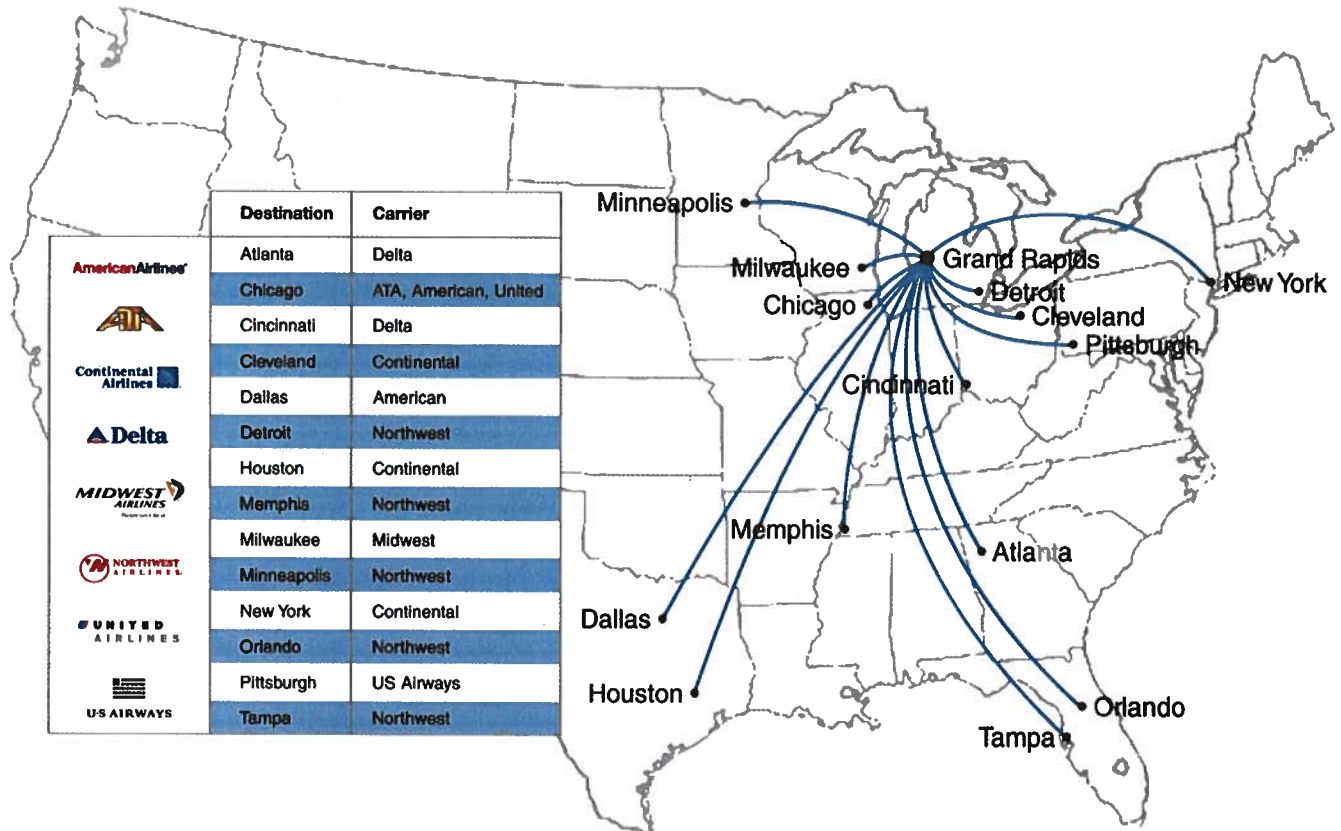 Destination Carrier
Atlanta Delta
Chicago ATA, American, United
Cincinnati Delta
Cleveland Continental
Dallas American
Detroit Northwest
Houston Continental
Memphis Northwest
Milwaukee Midwest
Minneapolis Northwest
New York Continental
Orlando Northwest
Pittsburgh US Airways
Tampa Northwest
AmericanAirlines
ATA
Continental
Airlines
Delta
MIDWEST
AIRLINES
NORTHWEST
AIRLINES
UNITED
AIRLINES
U·S AIRWAYS
Minneapolis
Milwaukee
Grand Rapids
Chicago
Detroit
New York
Cleveland
Pittsburgh
Cincinnati
Memphis
Atlanta
Dallas
Houston
Orlando
Tampa